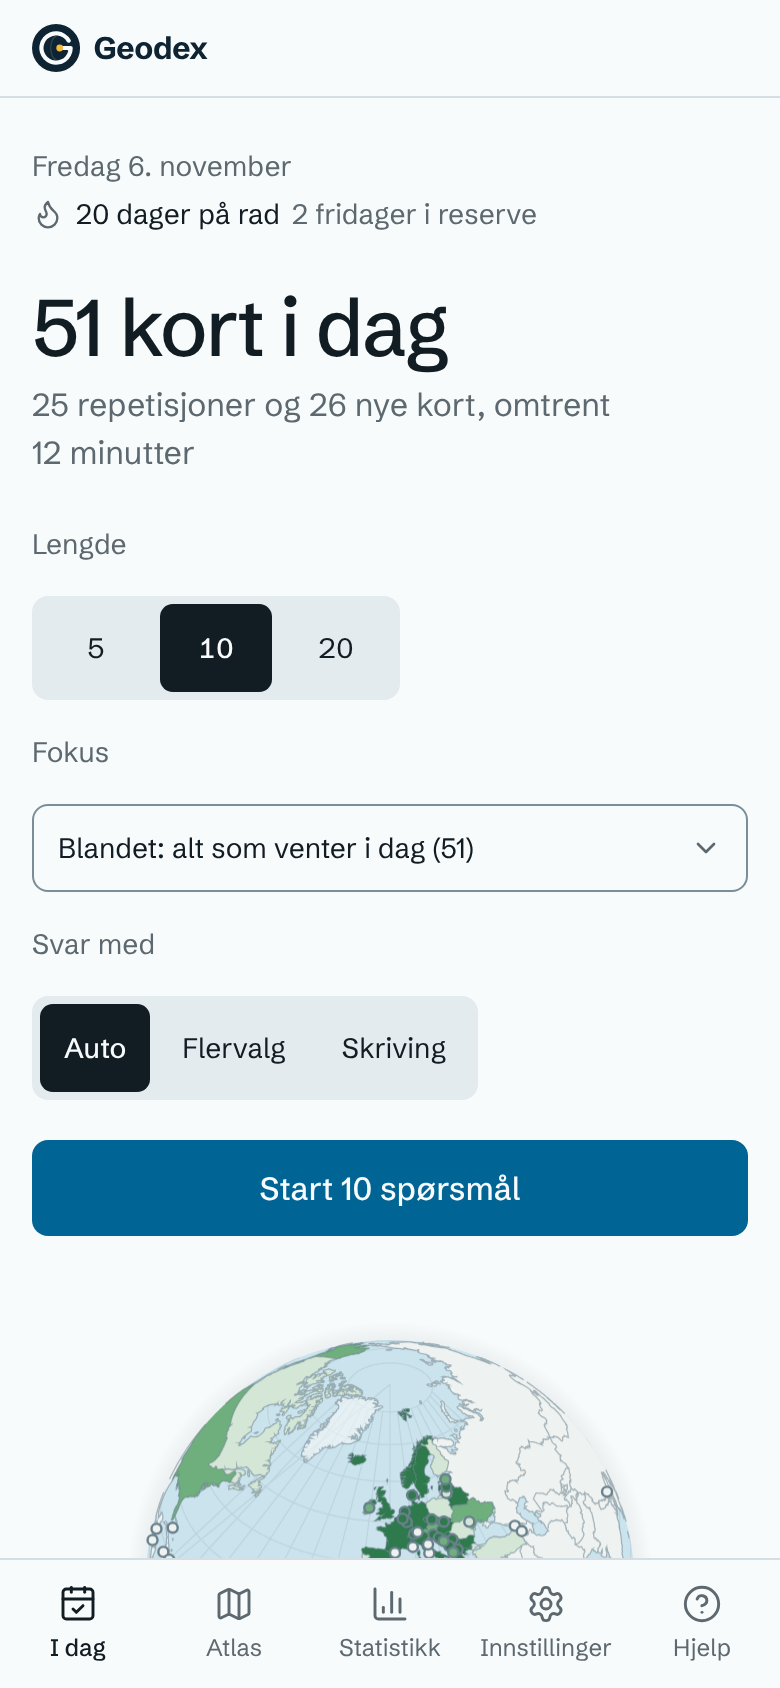 Geodex
Fredag 6. november
20 dager på rad 2 fridager i reserve
51 kort i dag
25 repetisjoner og 26 nye kort, omtrent
12 minutter
Lengde
5 10 20
Fokus
Blandet: alt som venter i dag (51)
Svar med
Auto Flervalg Skriving
Start 10 spørsmål
I dag Atlas Statistikk Innstillinger Hjelp